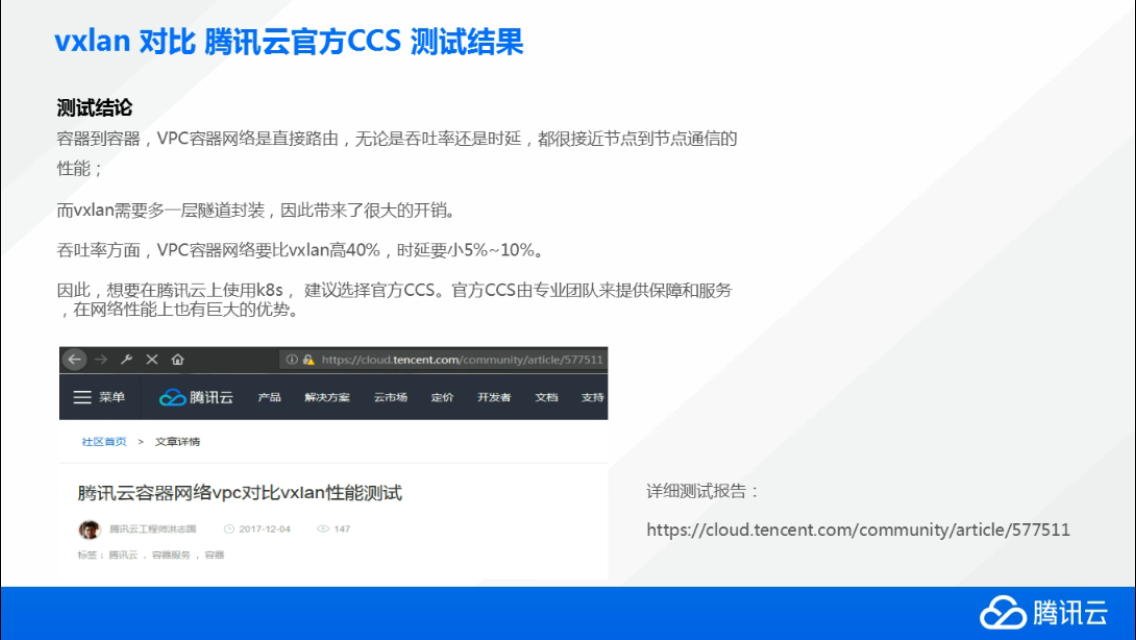 vxlan 对比 腾讯云官方CCS 测试结果
测试结论
容器到容器，VPC容器网络是直接路由，无论是吞吐率还是时延，都很接近节点到节点通信的
性能；
而vxlan需要多一层隧道封装，因此带来了很大的开销。
吞吐率方面，VPC容器网络要比vxlan高40%，时延要小5%~10%。
因此，想要在腾讯云上使用k8s， 建议选择官方CCS。官方CCS由专业团队来提供保障和服务
，在网络性能上也有巨大的优势。
https://cloud.tencent.com/community/article/577511
菜单 腾讯云 产品 解决方案 云市场 定价 开发者 文档 支持
社区首页 > 文章详情
腾讯云容器网络vpc对比vxlan性能测试
腾讯云工程师洪志国 2017-12-04 147
标签：腾讯云，容器服务，容器
详细测试报告：
https://cloud.tencent.com/community/article/577511
腾讯云